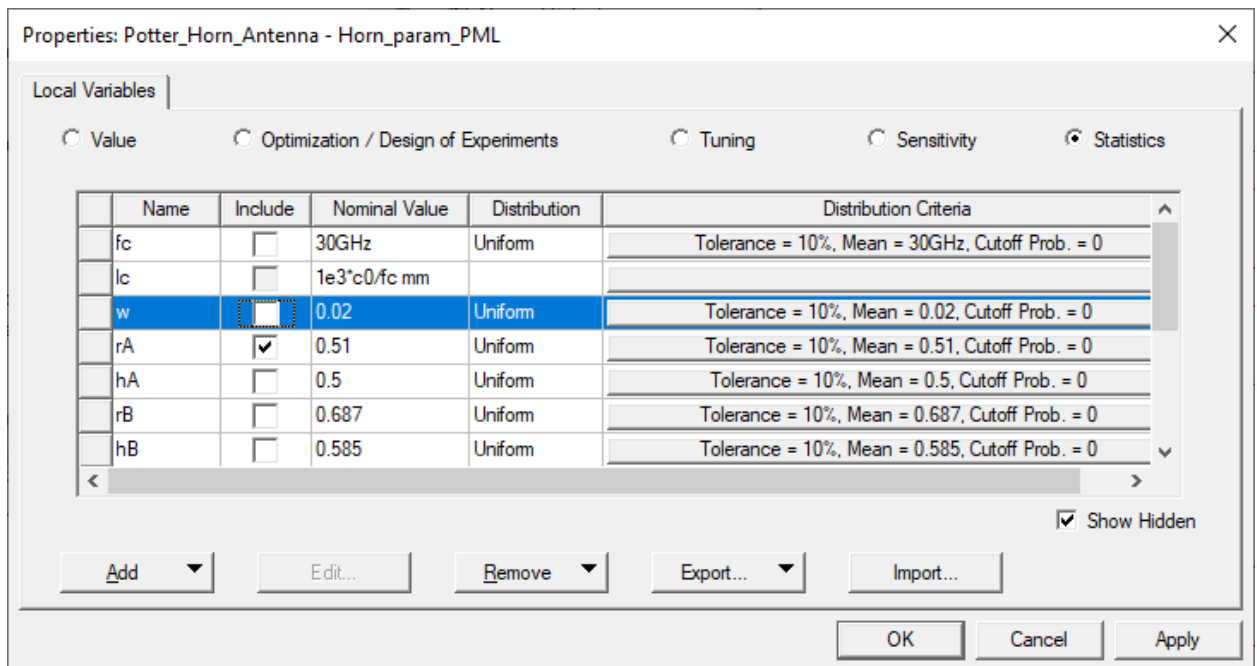 Properties: Potter_Horn_Antenna - Horn_param_PML
Local Variables
Value Optimization / Design of Experiments Tuning Sensitivity Statistics
Name Include Nominal Value Distribution Distribution Criteria
fc 30GHz Uniform Tolerance = 10%, Mean = 30GHz, Cutoff Prob. = 0
lc 1e3*c0/fc mm
w 0.02 Uniform Tolerance = 10%, Mean = 0.02, Cutoff Prob. = 0
rA 0.51 Uniform Tolerance = 10%, Mean = 0.51, Cutoff Prob. = 0
hA 0.5 Uniform Tolerance = 10%, Mean = 0.5, Cutoff Prob. = 0
rB 0.687 Uniform Tolerance = 10%, Mean = 0.687, Cutoff Prob. = 0
hB 0.585 Uniform Tolerance = 10%, Mean = 0.585, Cutoff Prob. = 0
Show Hidden
Add Edit... Remove Export... Import...
OK Cancel Apply